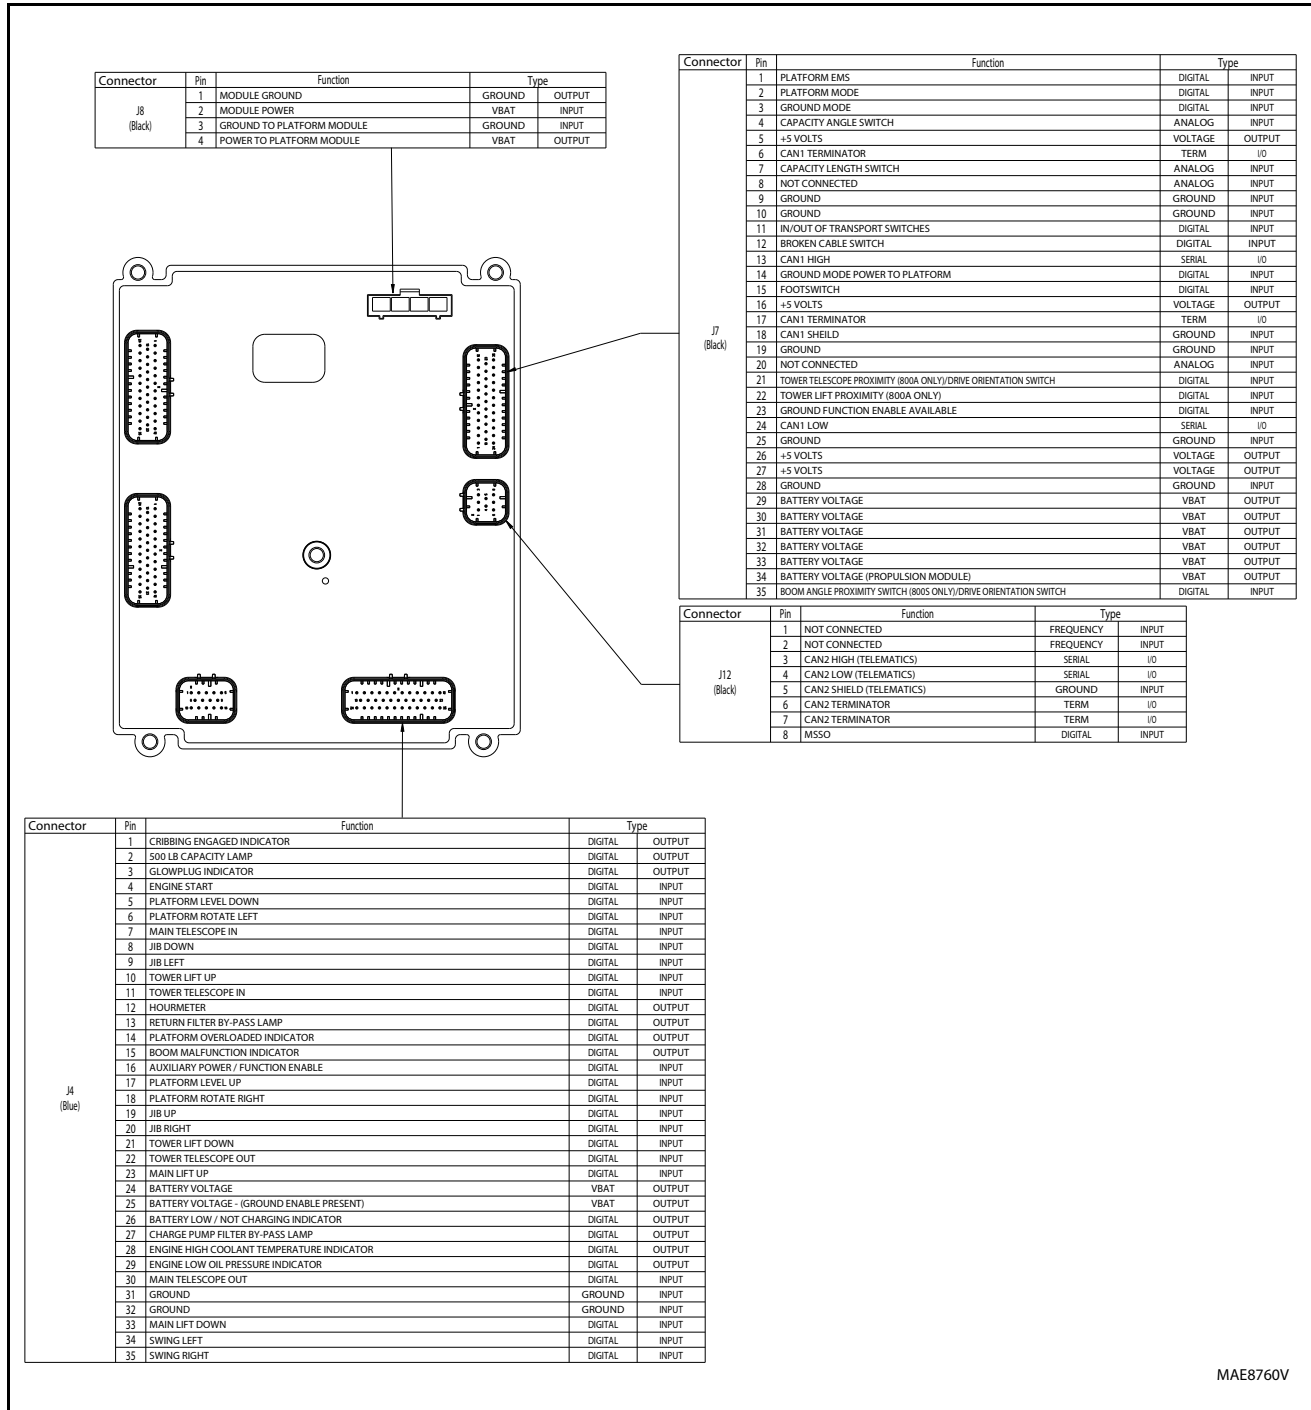 Connector Pin Function Type
J8
(Black)
1 MODULE GROUND GROUND OUTPUT
2 MODULE POWER VBAT INPUT
3 GROUND TO PLATFORM MODULE GROUND INPUT
4 POWER TO PLATFORM MODULE VBAT OUTPUT
Connector Pin Function Type
J7
(Black)
1 PLATFORM EMS DIGITAL INPUT
2 PLATFORM MODE DIGITAL INPUT
3 GROUND MODE DIGITAL INPUT
4 CAPACITY ANGLE SWITCH ANALOG INPUT
5 +5 VOLTS VOLTAGE OUTPUT
6 CAN1 TERMINATOR TERM I/O
7 CAPACITY LENGTH SWITCH ANALOG INPUT
8 NOT CONNECTED ANALOG INPUT
9 GROUND GROUND INPUT
10 GROUND GROUND INPUT
11 IN/OUT OF TRANSPORT SWITCHES DIGITAL INPUT
12 BROKEN CABLE SWITCH DIGITAL INPUT
13 CAN1 HIGH SERIAL I/O
14 GROUND MODE POWER TO PLATFORM DIGITAL INPUT
15 FOOTSWITCH DIGITAL INPUT
16 +5 VOLTS VOLTAGE OUTPUT
17 CAN1 TERMINATOR TERM I/O
18 CAN1 SHEILD GROUND INPUT
19 GROUND GROUND INPUT
20 NOT CONNECTED ANALOG INPUT
21 TOWER TELESCOPE PROXIMITY (800A ONLY)/DRIVE ORIENTATION SWITCH DIGITAL INPUT
22 TOWER LIFT PROXIMITY (800A ONLY) DIGITAL INPUT
23 GROUND FUNCTION ENABLE AVAILABLE DIGITAL INPUT
24 CAN1 LOW SERIAL I/O
25 GROUND GROUND INPUT
26 +5 VOLTS VOLTAGE OUTPUT
27 +5 VOLTS VOLTAGE OUTPUT
28 GROUND GROUND INPUT
29 BATTERY VOLTAGE VBAT OUTPUT
30 BATTERY VOLTAGE VBAT OUTPUT
31 BATTERY VOLTAGE VBAT OUTPUT
32 BATTERY VOLTAGE VBAT OUTPUT
33 BATTERY VOLTAGE VBAT OUTPUT
34 BATTERY VOLTAGE (PROPULSION MODULE) VBAT OUTPUT
35 BOOM ANGLE PROXIMITY SWITCH (800S ONLY)/DRIVE ORIENTATION SWITCH DIGITAL INPUT
Connector Pin Function Type
J12
(Black)
1 NOT CONNECTED FREQUENCY INPUT
2 NOT CONNECTED FREQUENCY INPUT
3 CAN2 HIGH (TELEMATICS) SERIAL I/O
4 CAN2 LOW (TELEMATICS) SERIAL I/O
5 CAN2 SHIELD (TELEMATICS) GROUND INPUT
6 CAN2 TERMINATOR TERM I/O
7 CAN2 TERMINATOR TERM I/O
8 MSSO DIGITAL INPUT
Connector Pin Function Type
J4
(Blue)
1 CRIBBING ENGAGED INDICATOR DIGITAL OUTPUT
2 500 LB CAPACITY LAMP DIGITAL OUTPUT
3 GLOWPLUG INDICATOR DIGITAL OUTPUT
4 ENGINE START DIGITAL INPUT
5 PLATFORM LEVEL DOWN DIGITAL INPUT
6 PLATFORM ROTATE LEFT DIGITAL INPUT
7 MAIN TELESCOPE IN DIGITAL INPUT
8 JIB DOWN DIGITAL INPUT
9 JIB LEFT DIGITAL INPUT
10 TOWER LIFT UP DIGITAL INPUT
11 TOWER TELESCOPE IN DIGITAL INPUT
12 HOURMETER DIGITAL OUTPUT
13 RETURN FILTER BY-PASS LAMP DIGITAL OUTPUT
14 PLATFORM OVERLOADED INDICATOR DIGITAL OUTPUT
15 BOOM MALFUNCTION INDICATOR DIGITAL OUTPUT
16 AUXILIARY POWER / FUNCTION ENABLE DIGITAL INPUT
17 PLATFORM LEVEL UP DIGITAL INPUT
18 PLATFORM ROTATE RIGHT DIGITAL INPUT
19 JIB UP DIGITAL INPUT
20 JIB RIGHT DIGITAL INPUT
21 TOWER LIFT DOWN DIGITAL INPUT
22 TOWER TELESCOPE OUT DIGITAL INPUT
23 MAIN LIFT UP DIGITAL INPUT
24 BATTERY VOLTAGE VBAT OUTPUT
25 BATTERY VOLTAGE - (GROUND ENABLE PRESENT) VBAT OUTPUT
26 BATTERY LOW / NOT CHARGING INDICATOR DIGITAL OUTPUT
27 CHARGE PUMP FILTER BY-PASS LAMP DIGITAL OUTPUT
28 ENGINE HIGH COOLANT TEMPERATURE INDICATOR DIGITAL OUTPUT
29 ENGINE LOW OIL PRESSURE INDICATOR DIGITAL OUTPUT
30 MAIN TELESCOPE OUT DIGITAL INPUT
31 GROUND GROUND INPUT
32 GROUND GROUND INPUT
33 MAIN LIFT DOWN DIGITAL INPUT
34 SWING LEFT DIGITAL INPUT
35 SWING RIGHT DIGITAL INPUT
MAE8760V